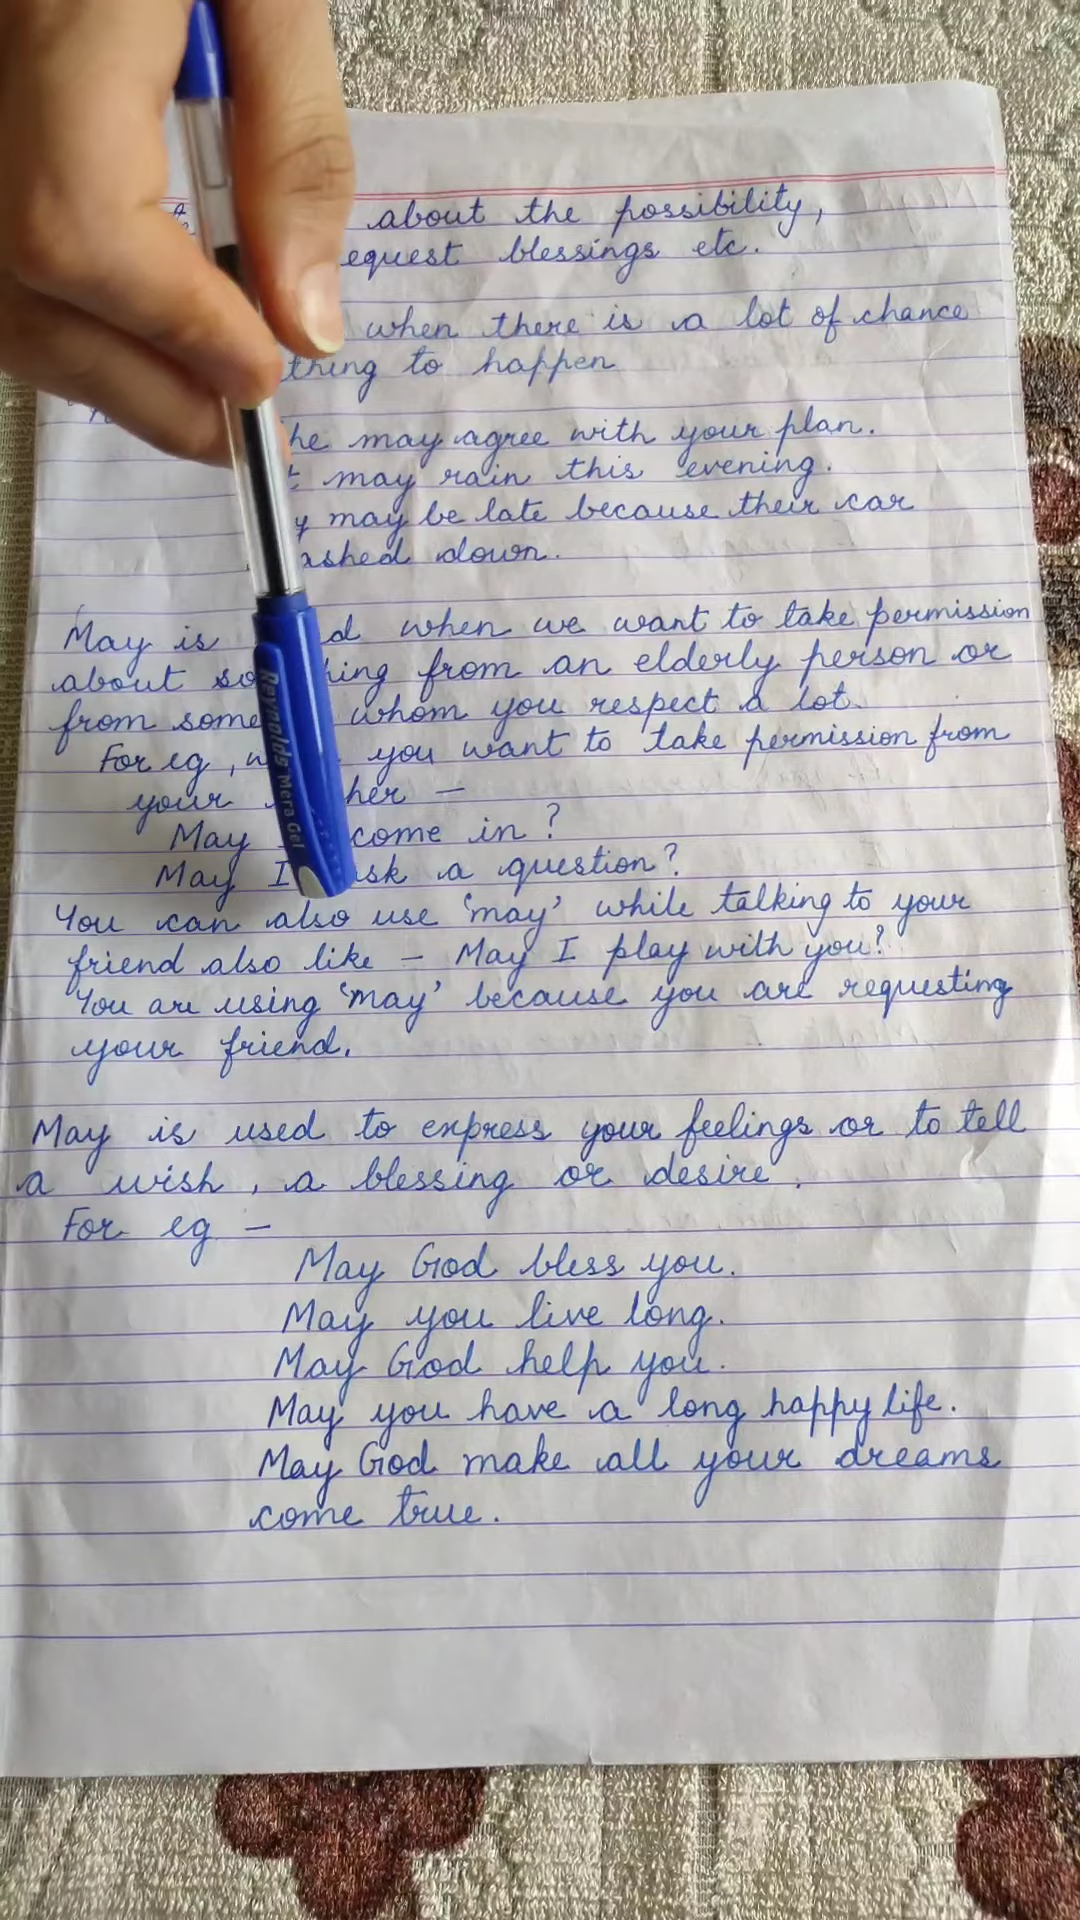 about the possibility,
equest blessings etc.
when there is a lot of chance
thing to happen
he may agree with your plan.
may rain this evening.
y may be late because their car
ashed down.
May is d when we want to take permission
about so hing from an elderly person or
from some whom you respect a lot.
For eg, you want to take permission from
your her -
May I come in?
May I ask a question?
You can also use 'may' while talking to your
friend also like - May I play with you?
You are using 'may' because you are requesting
your friend.
May is used to express your feelings or to tell
a wish, a blessing or desire.
For eg -
May God bless you.
May you live long.
May God help you.
May you have a long happy life.
May God make all your dreams
come true.
Reynolds Mera Gel